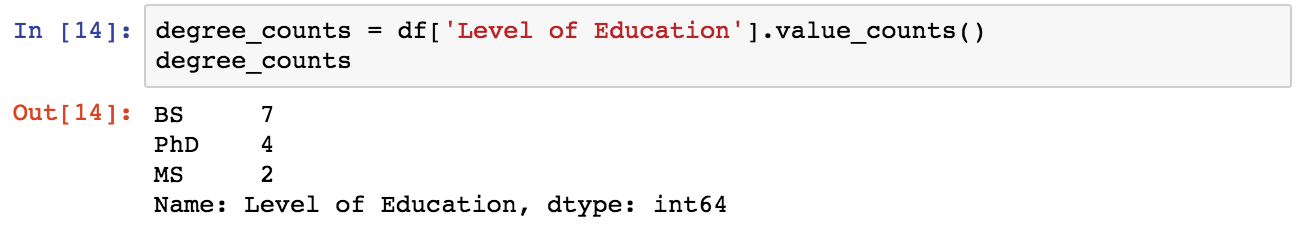 In [14]: degree_counts = df['Level of Education'].value_counts()
degree_counts
Out[14]: BS 7
PhD 4
MS 2
Name: Level of Education, dtype: int64